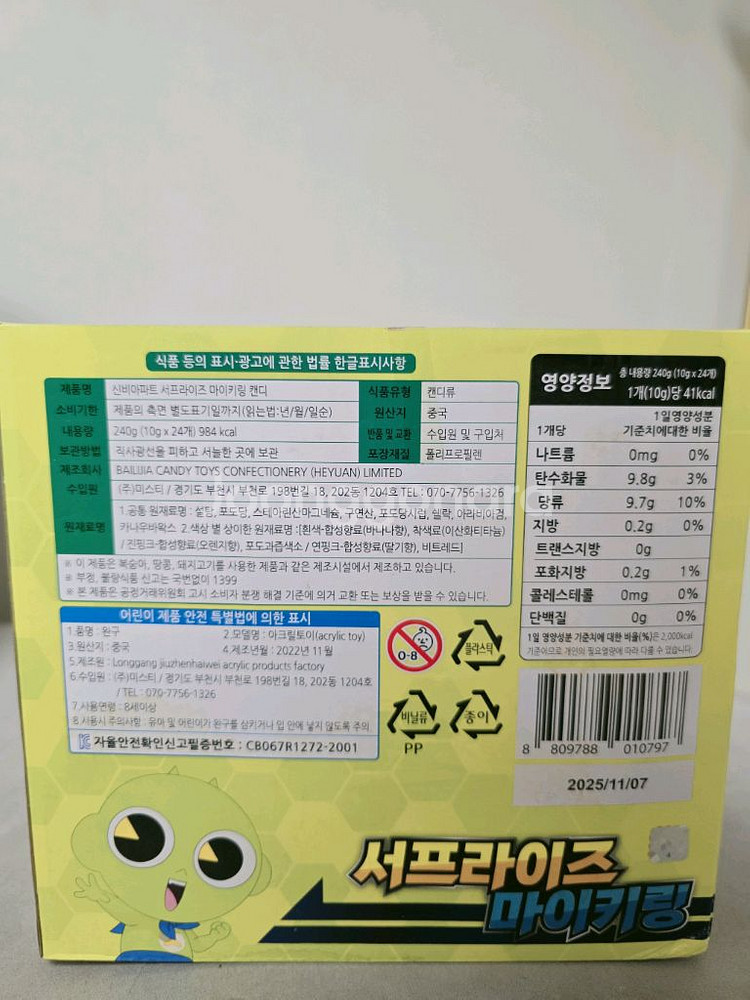 식품 등의 표시·광고에 관한 법률 한글표시사항
제품명 신비아파트 서프라이즈 마이키링 캔디 식품유형 캔디류
소비기한 제품의 측면 별도표기일까지(읽는법:년/월/일순) 원산지 중국
내용량 240g (10g x 24개) 984 kcal 반품 및 교환 수입원 및 구입처
보관방법 직사광선을 피하고 서늘한 곳에 보관 포장재질 폴리프로필렌
제조회사 BAILIJIA CANDY TOYS CONFECTIONERY (HEYUAN) LIMITED
수입원 (주)미스티 / 경기도 부천시 부천로 198번길 18, 202동 1204호 TEL : 070-7756-1326
원재료명 1.공통 원재료명 : 설탕, 포도당, 스테아린산마그네슘, 구연산, 포도당시럽, 쉘락, 아라비아검,
카나우바왁스 2.색상 별 상이한 원재료명 :[흰색-합성향료(바나나향), 착색료(이산화티타늄)
/ 진핑크-합성향료(오렌지향), 포도과즙색소 / 연핑크-합성향료(딸기향), 비트레드]
※ 이 제품은 복숭아, 땅콩, 돼지고기를 사용한 제품과 같은 제조시설에서 제조하고 있습니다.
※ 부정, 불량식품 신고는 국번없이 1399
※ 본 제품은 공정거래위원회 고시 소비자 분쟁 해결 기준에 의거 교환 또는 보상을 받을 수 있습니다.
어린이 제품 안전 특별법에 의한 표시
1.품명 : 완구 2.모델명 : 아크릴토이(acrylic toy)
3.원산지 : 중국 4.제조년월 : 2022년 11월
5.제조원 : Longgang jiuzhenhaiwei acrylic products factory
6.수입원 : (주)미스티 / 경기도 부천시 부천로 198번길 18, 202동 1204호
/ TEL : 070-7756-1326
7.사용연령 : 8세이상
8.사용시 주의사항 : 유아 및 어린이가 완구를 삼키거나 입 안에 넣지 않도록 주의
자율안전확인신고필증번호 : CB067R1272-2001
0-8
플라스틱
비닐류
PP
종이
영양정보 총 내용량 240g (10g x 24개)
1개(10g)당 41kcal
1개당 1일영양성분 기준치에대한 비율
나트륨 0mg 0%
탄수화물 9.8g 3%
당류 9.7g 10%
지방 0.2g 0%
트랜스지방 0g
포화지방 0.2g 1%
콜레스테롤 0mg 0%
단백질 0g 0%
1일 영양성분 기준치에 대한 비율(%)은 2,000kcal
기준이므로 개인의 필요열량에 따라 다를 수 있습니다.
8 809788 010797
2025/11/07
서프라이즈
마이키링